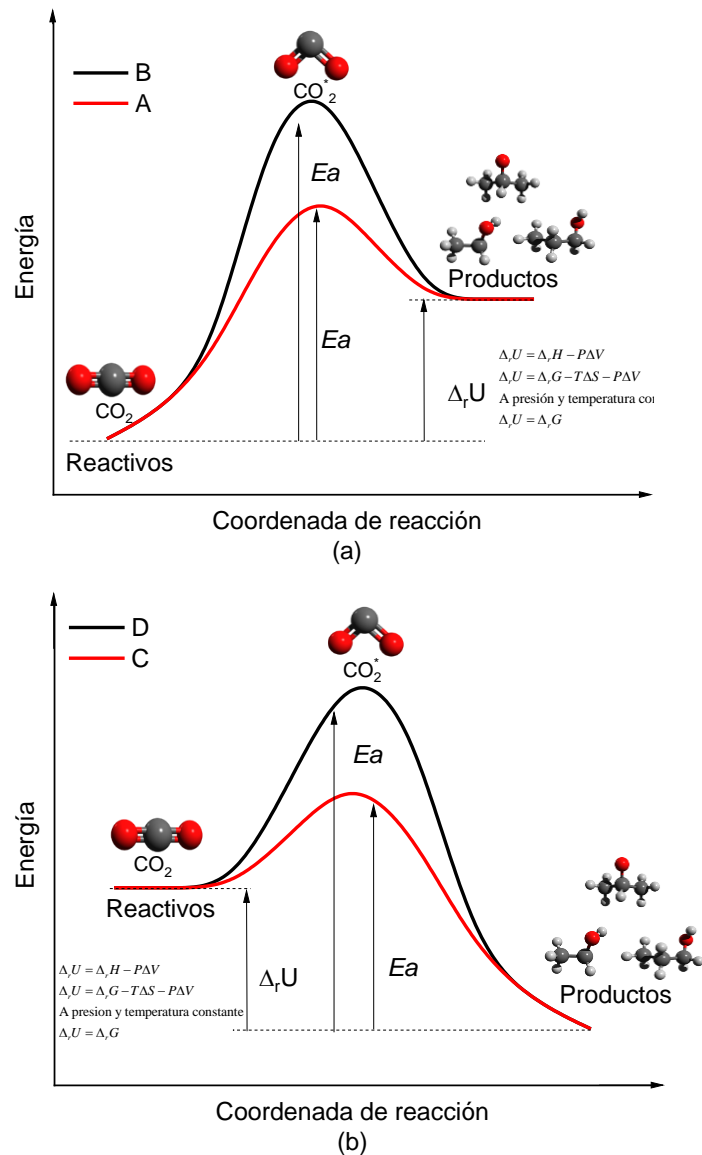 B
A
CO*2
Ea
Energía
Productos
Ea
CO2
ΔrU
ΔrU = ΔrH − PΔV
ΔrU = ΔrG − TΔS − PΔV
A presión y temperatura con
ΔrU = ΔrG
Reactivos
Coordenada de reacción
(a)
D
C
CO*2
Ea
Energía
CO2
Reactivos
ΔrU
Ea
ΔrU = ΔrH − PΔV
ΔrU = ΔrG − TΔS − PΔV
A presion y temperatura constante
ΔrU = ΔrG
Productos
Coordenada de reacción
(b)